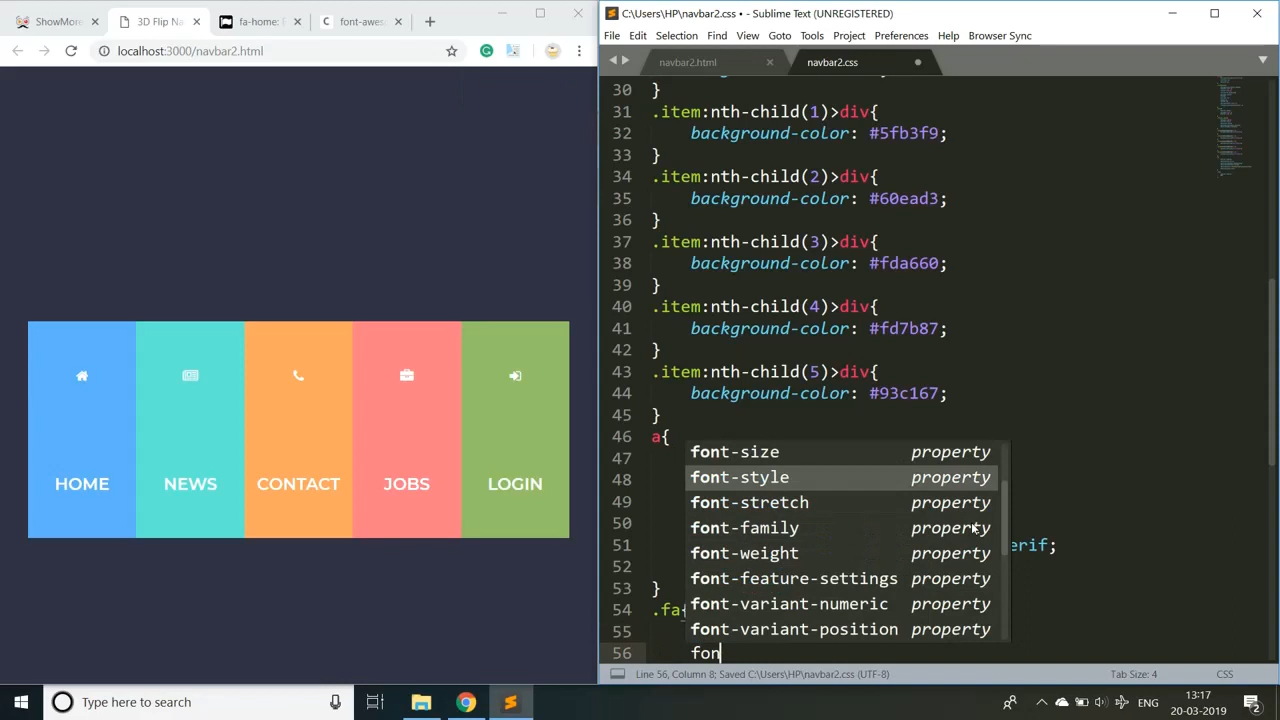 ShowMore
3D Flip Na
fa-home:
font-awes
localhost:3000/navbar2.html
HOME
NEWS
CONTACT
JOBS
LOGIN
C:\Users\HP\navbar2.css • - Sublime Text (UNREGISTERED)
File Edit Selection Find View Goto Tools Project Preferences Help Browser Sync
navbar2.html
navbar2.css
30 }
31 .item:nth-child(1)>div{
32 background-color: #5fb3f9;
33 }
34 .item:nth-child(2)>div{
35 background-color: #60ead3;
36 }
37 .item:nth-child(3)>div{
38 background-color: #fda660;
39 }
40 .item:nth-child(4)>div{
41 background-color: #fd7b87;
42 }
43 .item:nth-child(5)>div{
44 background-color: #93c167;
45 }
46 a{
47
48
49
50
51 erif;
52
53 }
54 .fa{
55
56 fon
font-size property
font-style property
font-stretch property
font-family property
font-weight property
font-feature-settings property
font-variant-numeric property
font-variant-position property
Line 56, Column 8; Saved C:\Users\HP\navbar2.css (UTF-8)
Tab Size: 4
CSS
Type here to search
ENG
13:17
20-03-2019
2